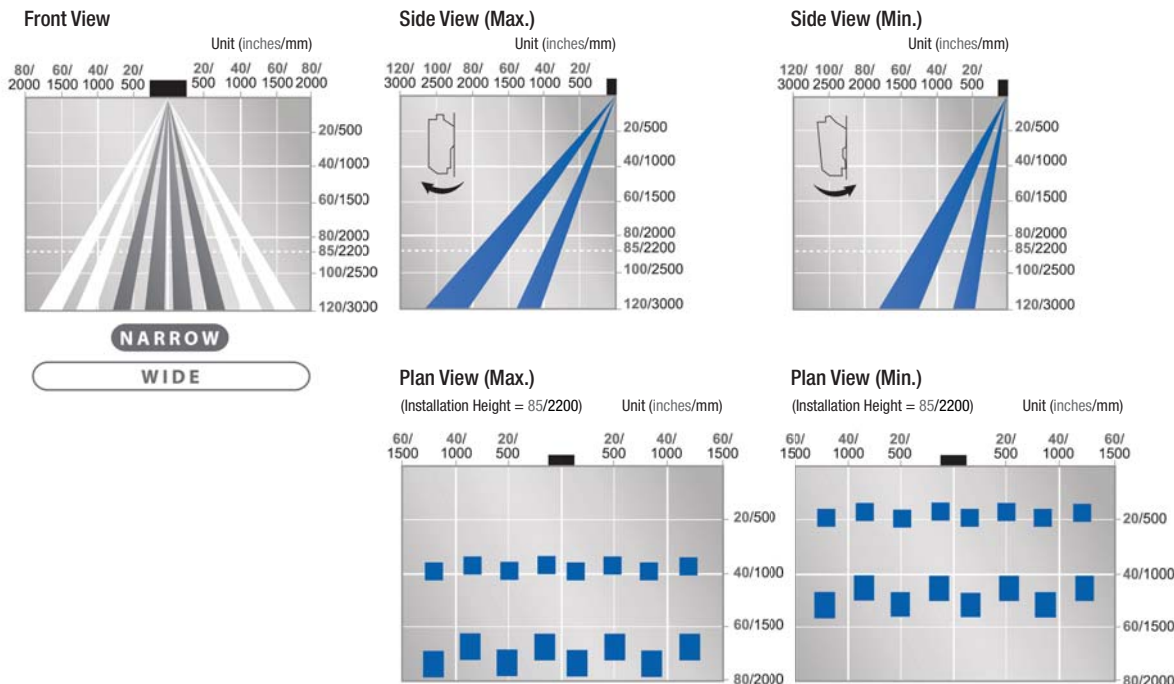 Front View
Unit (inches/mm)
80/ 60/ 40/ 20/ 20/ 40/ 60/ 80/
2000 1500 1000 500 500 1000 1500 2000
20/500
40/1000
60/1500
80/2000
85/2200
100/2500
120/3000
NARROW
WIDE
Side View (Max.)
Unit (inches/mm)
120/ 100/ 80/ 60/ 40/ 20/
3000 2500 2000 1500 1000 500
20/500
40/1000
60/1500
80/2000
85/2200
100/2500
120/3000
Side View (Min.)
Unit (inches/mm)
120/ 100/ 80/ 60/ 40/ 20/
3000 2500 2000 1500 1000 500
20/500
40/1000
60/1500
80/2000
85/2200
100/2500
120/3000
Plan View (Max.)
(Installation Height = 85/2200) Unit (inches/mm)
60/ 40/ 20/ 20/ 40/ 60/
1500 1000 500 500 1000 1500
20/500
40/1000
60/1500
80/2000
Plan View (Min.)
(Installation Height = 85/2200) Unit (inches/mm)
60/ 40/ 20/ 20/ 40/ 60/
1500 1000 500 500 1000 1500
20/500
40/1000
60/1500
80/2000